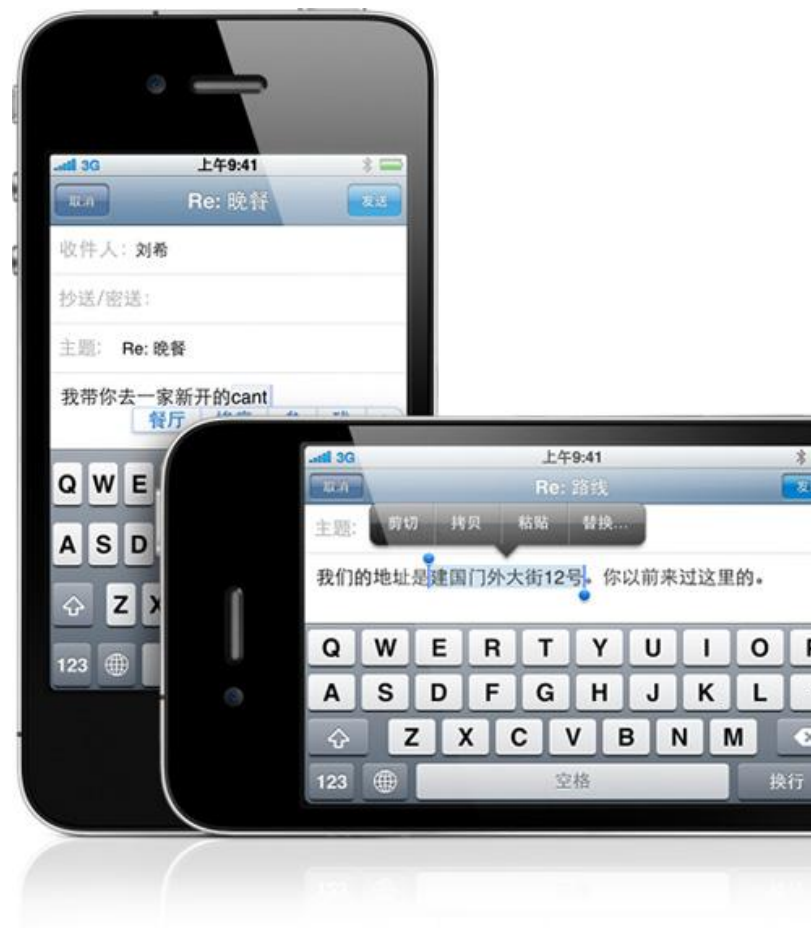 3G 上午9:41
取消 Re: 晚餐 发送
收件人: 刘希
抄送/密送:
主题: Re: 晚餐
我带你去一家新开的cant
餐厅
Q W E
A S D
Z X
123
3G 上午9:41
取消 Re: 路线
主题: 剪切 拷贝 粘贴 替换...
我们的地址是建国门外大街12号。你以前来过这里的。
Q W E R T Y U I O
A S D F G H J K L
Z X C V B N M
123 空格 换行